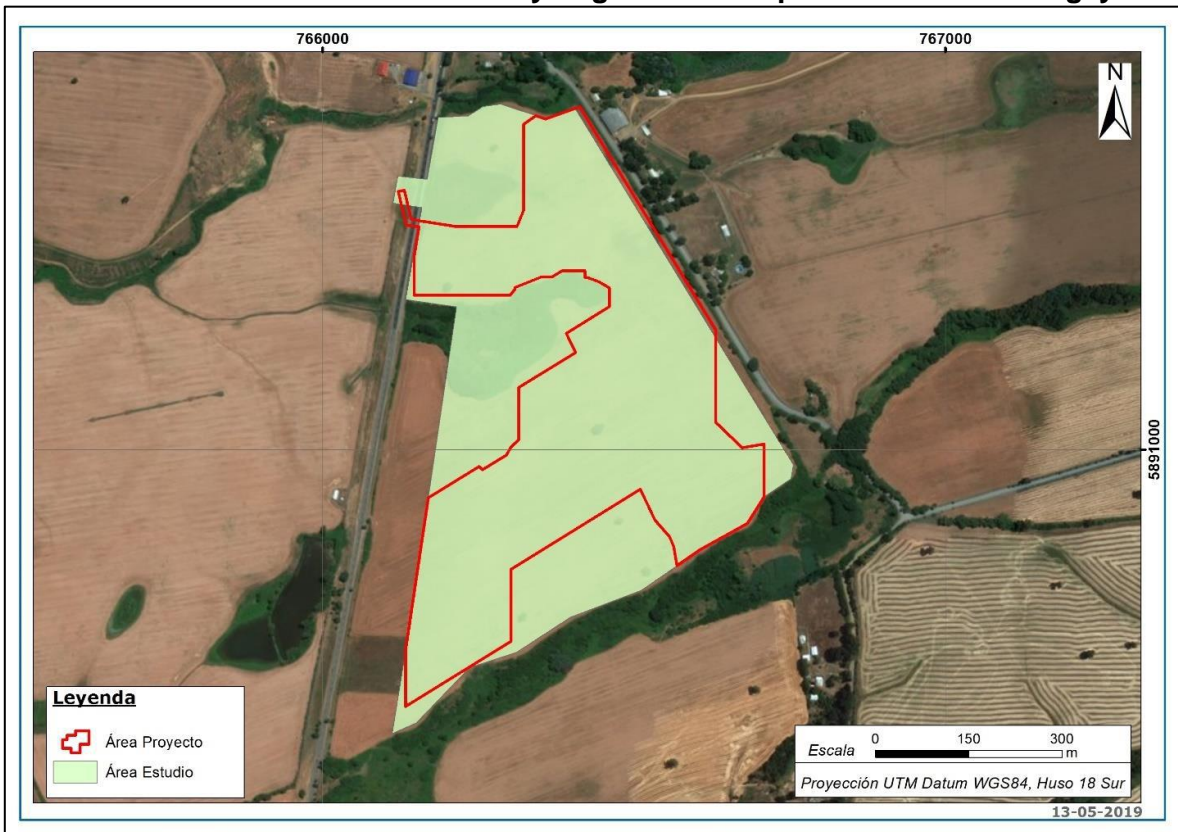 766000
767000
N
5891000
Leyenda
Área Proyecto
Área Estudio
Escala
0 150 300
m
Proyección UTM Datum WGS84, Huso 18 Sur
13-05-2019